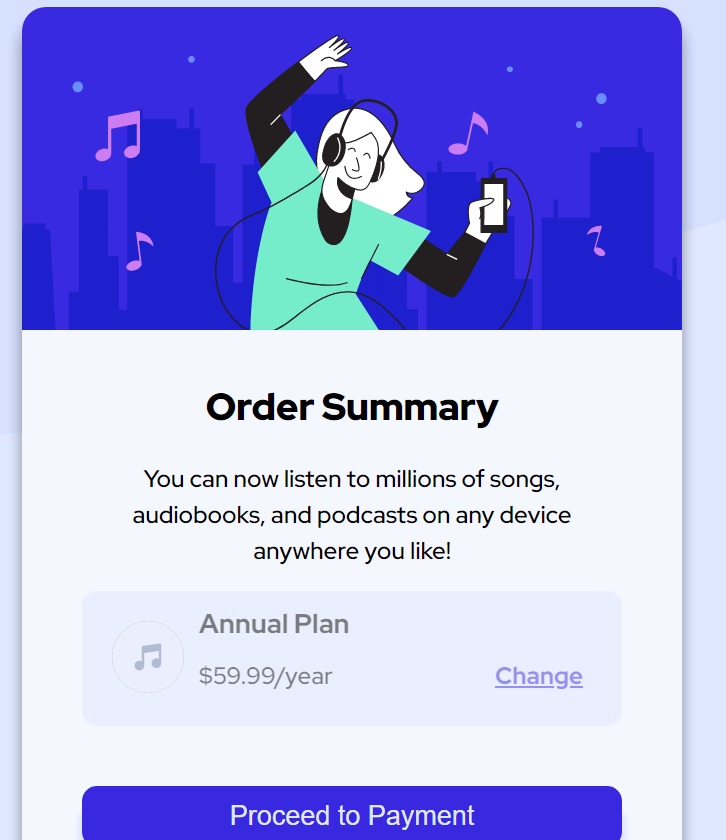 Order Summary
You can now listen to millions of songs,
audiobooks, and podcasts on any device
anywhere you like!
Annual Plan
$59.99/year
Change
Proceed to Payment